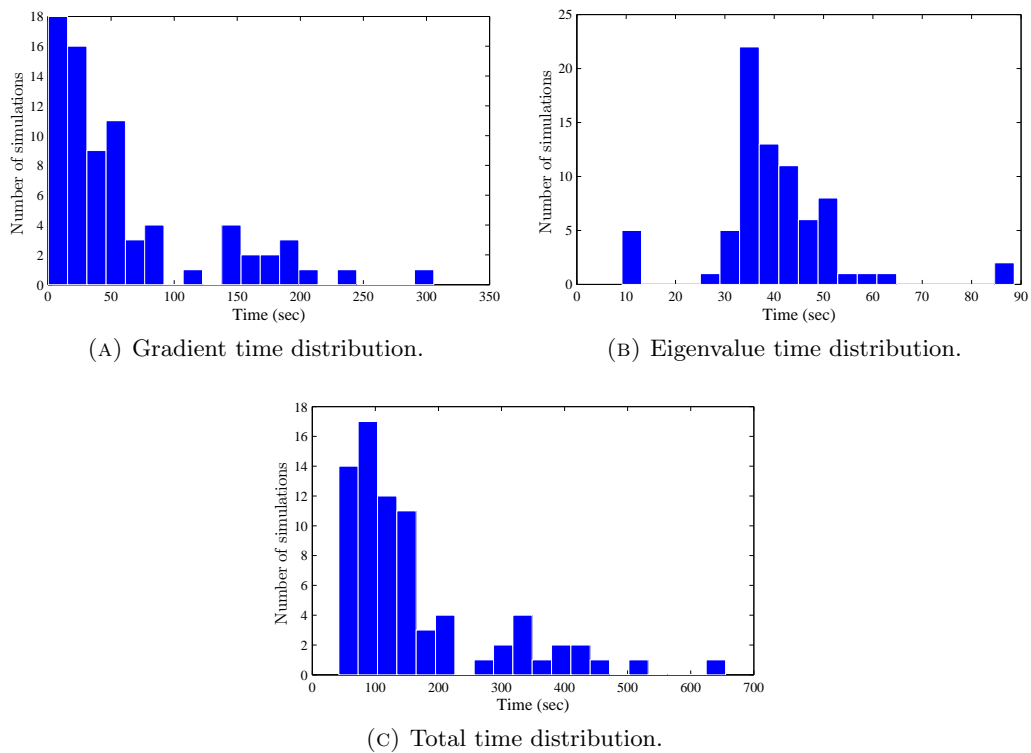 18
16
14
12
10
8
6
4
2
0
Number of simulations
0 50 100 150 200 250 300 350
Time (sec)
(A) Gradient time distribution.
25
20
15
10
5
0
Number of simulations
0 10 20 30 40 50 60 70 80 90
Time (sec)
(B) Eigenvalue time distribution.
18
16
14
12
10
8
6
4
2
0
Number of simulations
0 100 200 300 400 500 600 700
Time (sec)
(C) Total time distribution.